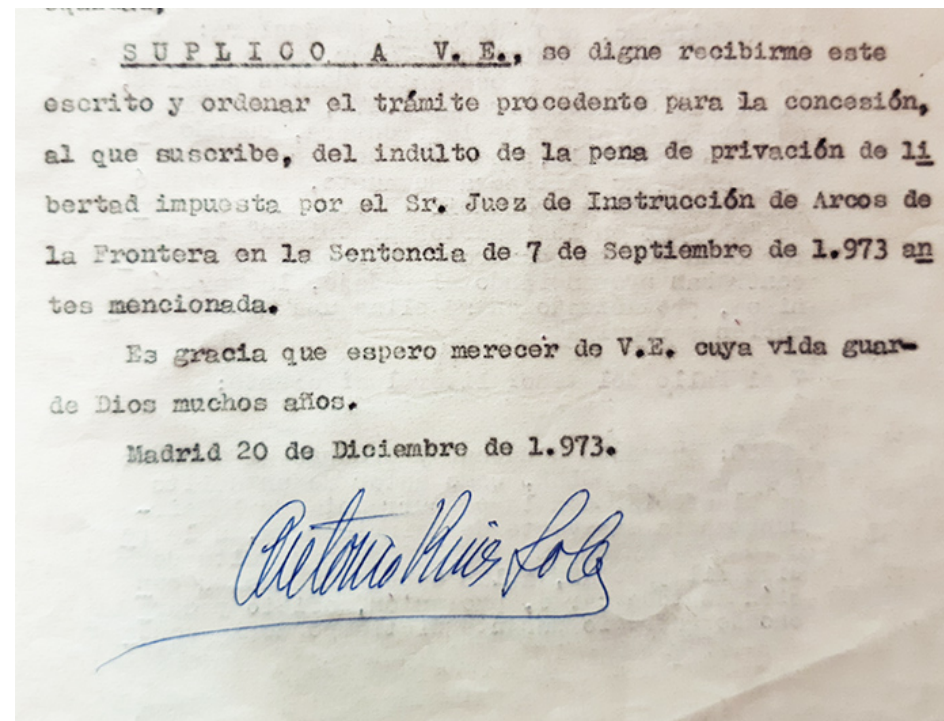 S U P L I C O A V. E., se digne recibirme este
escrito y ordenar el trámite procedente para la concesión,
al que suscribe, del indulto de la pena de privación de li
bertad impuesta por el Sr. Juez de Instrucción de Arcos de
la Frontera en la Sentencia de 7 de Septiembre de 1.973 an
tes mencionada.
Es gracia que espero merecer de V.E. cuya vida guar-
de Dios muchos años.
Madrid 20 de Diciembre de 1.973.
Antonio Ruiz